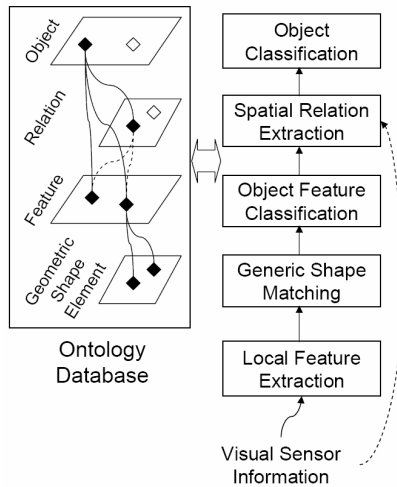 Object
Relation
Feature
Geometric
Shape
Element
Ontology
Database
Object
Classification
Spatial Relation
Extraction
Object Feature
Classification
Generic Shape
Matching
Local Feature
Extraction
Visual Sensor
Information